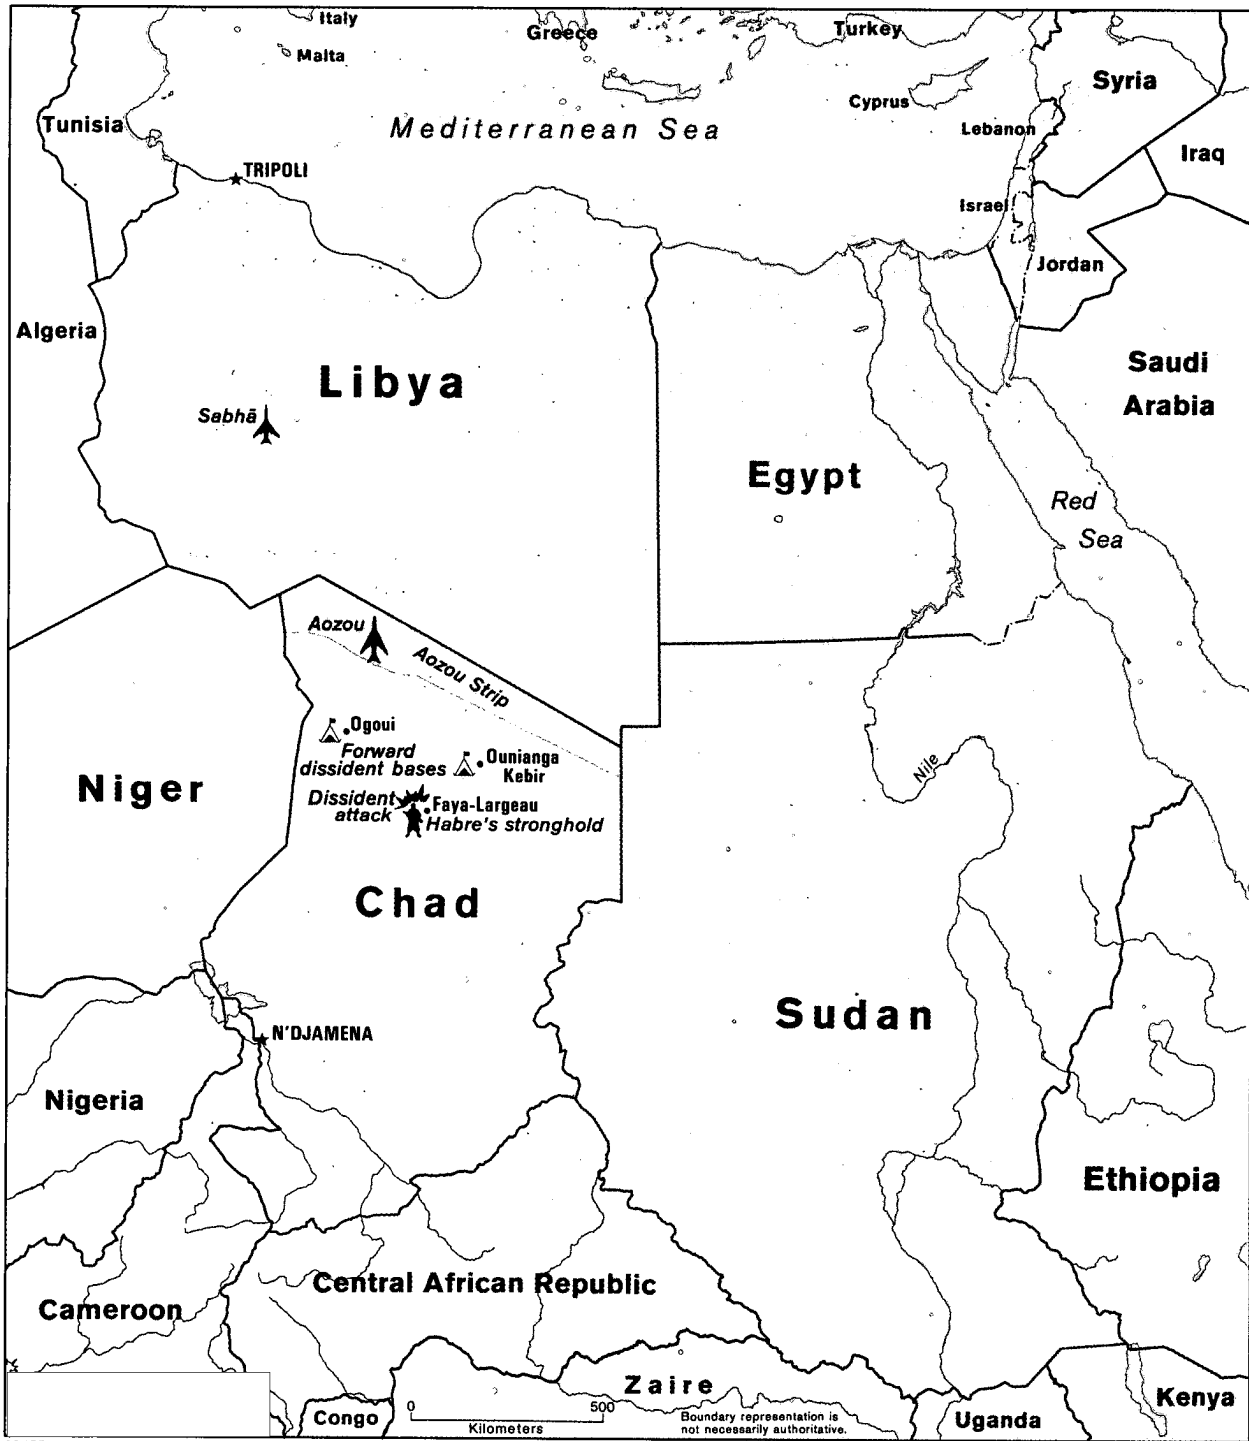 Italy
Greece
Turkey
Malta
Syria
Cyprus
Tunisia
Mediterranean Sea
Lebanon
Iraq
TRIPOLI
Israel
Jordan
Algeria
Libya
Saudi
Arabia
Sabhā
Egypt
Red
Sea
Aozou
Aozou Strip
Ogoui
Forward
dissident bases
Ounianga
Kebir
Nile
Niger
Dissident
attack
Faya-Largeau
Habre's stronghold
Chad
Sudan
N'DJAMENA
Nigeria
Ethiopia
Central African Republic
Cameroon
Zaire
Kenya
Congo
0 500
Kilometers
Boundary representation is
not necessarily authoritative.
Uganda